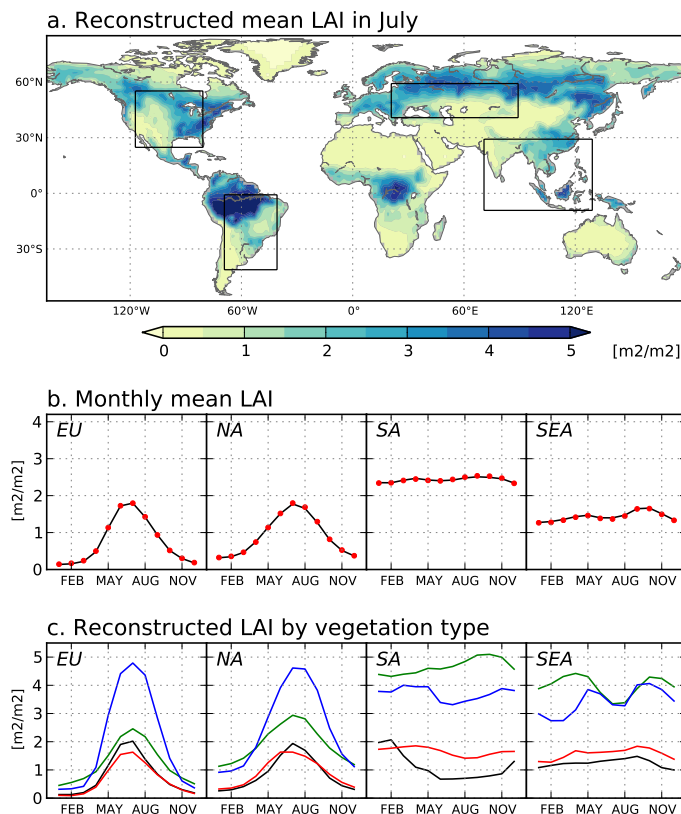 a. Reconstructed mean LAI in July
60°N
30°N
0°
30°S
120°W 60°W 0° 60°E 120°E
0 1 2 3 4 5 [m2/m2]
b. Monthly mean LAI
EU NA SA SEA
4
3
2
1
0
[m2/m2]
FEB MAY AUG NOV FEB MAY AUG NOV FEB MAY AUG NOV FEB MAY AUG NOV
c. Reconstructed LAI by vegetation type
EU NA SA SEA
5
4
3
2
1
0
[m2/m2]
FEB MAY AUG NOV FEB MAY AUG NOV FEB MAY AUG NOV FEB MAY AUG NOV